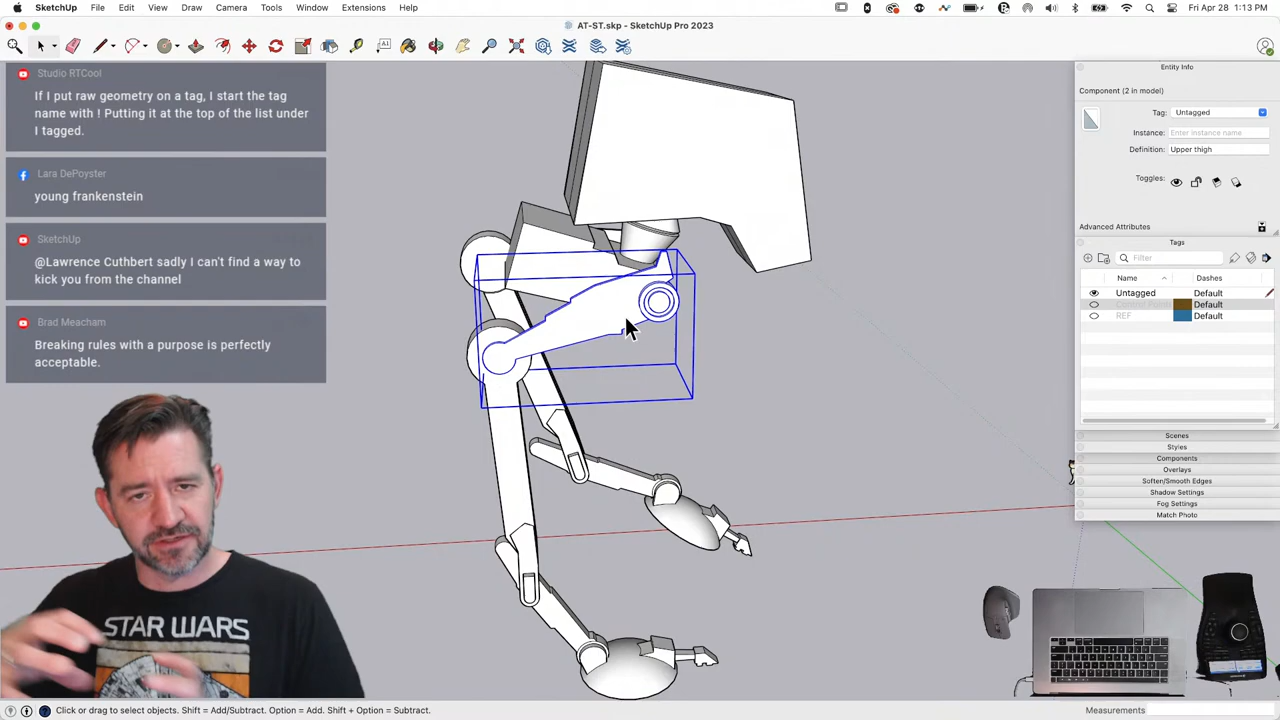 SketchUp File Edit View Draw Camera Tools Window Extensions Help
Fri Apr 28 1:13 PM
AT-ST.skp - SketchUp Pro 2023
Studio RTCool
If I put raw geometry on a tag, I start the tag
name with ! Putting it at the top of the list under
I tagged.
Lara DePoyster
young frankenstein
SketchUp
@Lawrence Cuthbert sadly I can't find a way to
kick you from the channel
Brad Meacham
Breaking rules with a purpose is perfectly
acceptable.
STAR WARS
Entity Info
Component (2 in model)
Tag: Untagged
Instance: Enter instance name
Definition: Upper thigh
Toggles:
Advanced Attributes
Tags
Filter
Name Dashes
Untagged Default
Default
REF Default
Scenes
Styles
Components
Overlays
Soften/Smooth Edges
Shadow Settings
Fog Settings
Match Photo
Click or drag to select objects. Shift = Add/Subtract. Option = Add. Shift + Option = Subtract.
Measurements